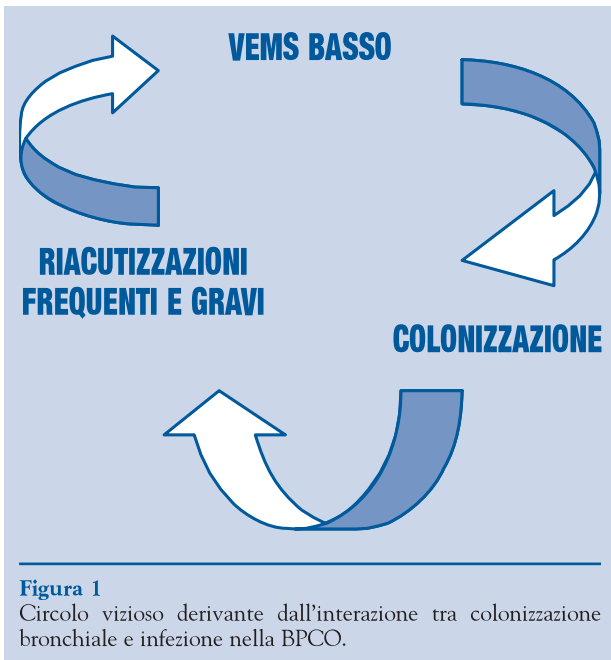 VEMS BASSO
RIACUTIZZAZIONI
FREQUENTI E GRAVI
COLONIZZAZIONE
Figura 1
Circolo vizioso derivante dall'interazione tra colonizzazione
bronchiale e infezione nella BPCO.